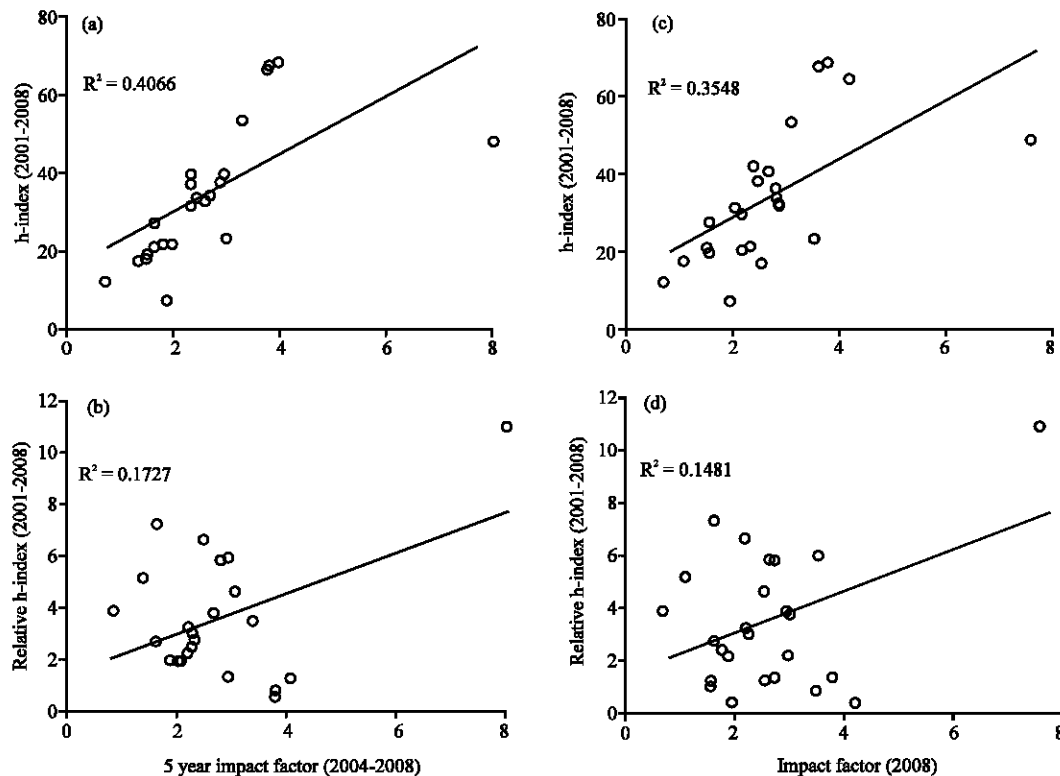 (a)
80
60
40
20
0
h-index (2001-2008)
R² = 0.4066
0 2 4 6 8
(c)
80
60
40
20
0
h-index (2001-2008)
R² = 0.3548
0 2 4 6 8
(b)
12
10
8
6
4
2
0
Relative h-index (2001-2008)
R² = 0.1727
0 2 4 6 8
5 year impact factor (2004-2008)
(d)
12
10
8
6
4
2
0
Relative h-index (2001-2008)
R² = 0.1481
0 2 4 6 8
Impact factor (2008)